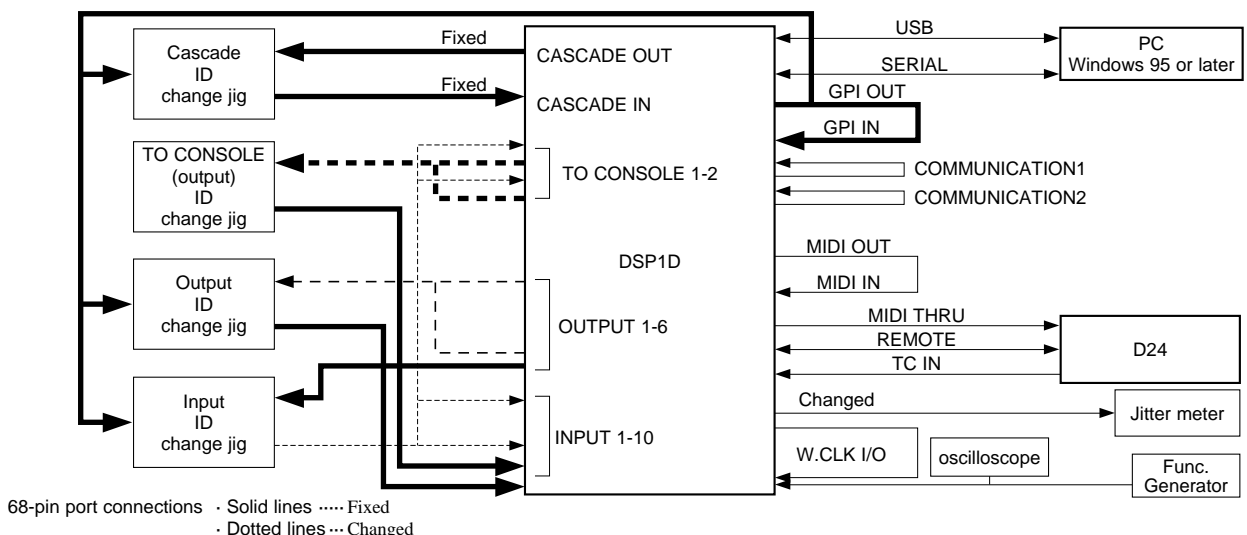 Cascade
ID
change jig
TO CONSOLE
(output)
ID
change jig
Output
ID
change jig
Input
ID
change jig
Fixed
Fixed
CASCADE OUT
CASCADE IN
TO CONSOLE 1-2
DSP1D
OUTPUT 1-6
INPUT 1-10
USB
SERIAL
GPI OUT
GPI IN
COMMUNICATION1
COMMUNICATION2
MIDI OUT
MIDI IN
MIDI THRU
REMOTE
TC IN
Changed
W.CLK I/O
oscilloscope
PC
Windows 95 or later
D24
Jitter meter
Func.
Generator
68-pin port connections · Solid lines ····· Fixed
· Dotted lines ··· Changed